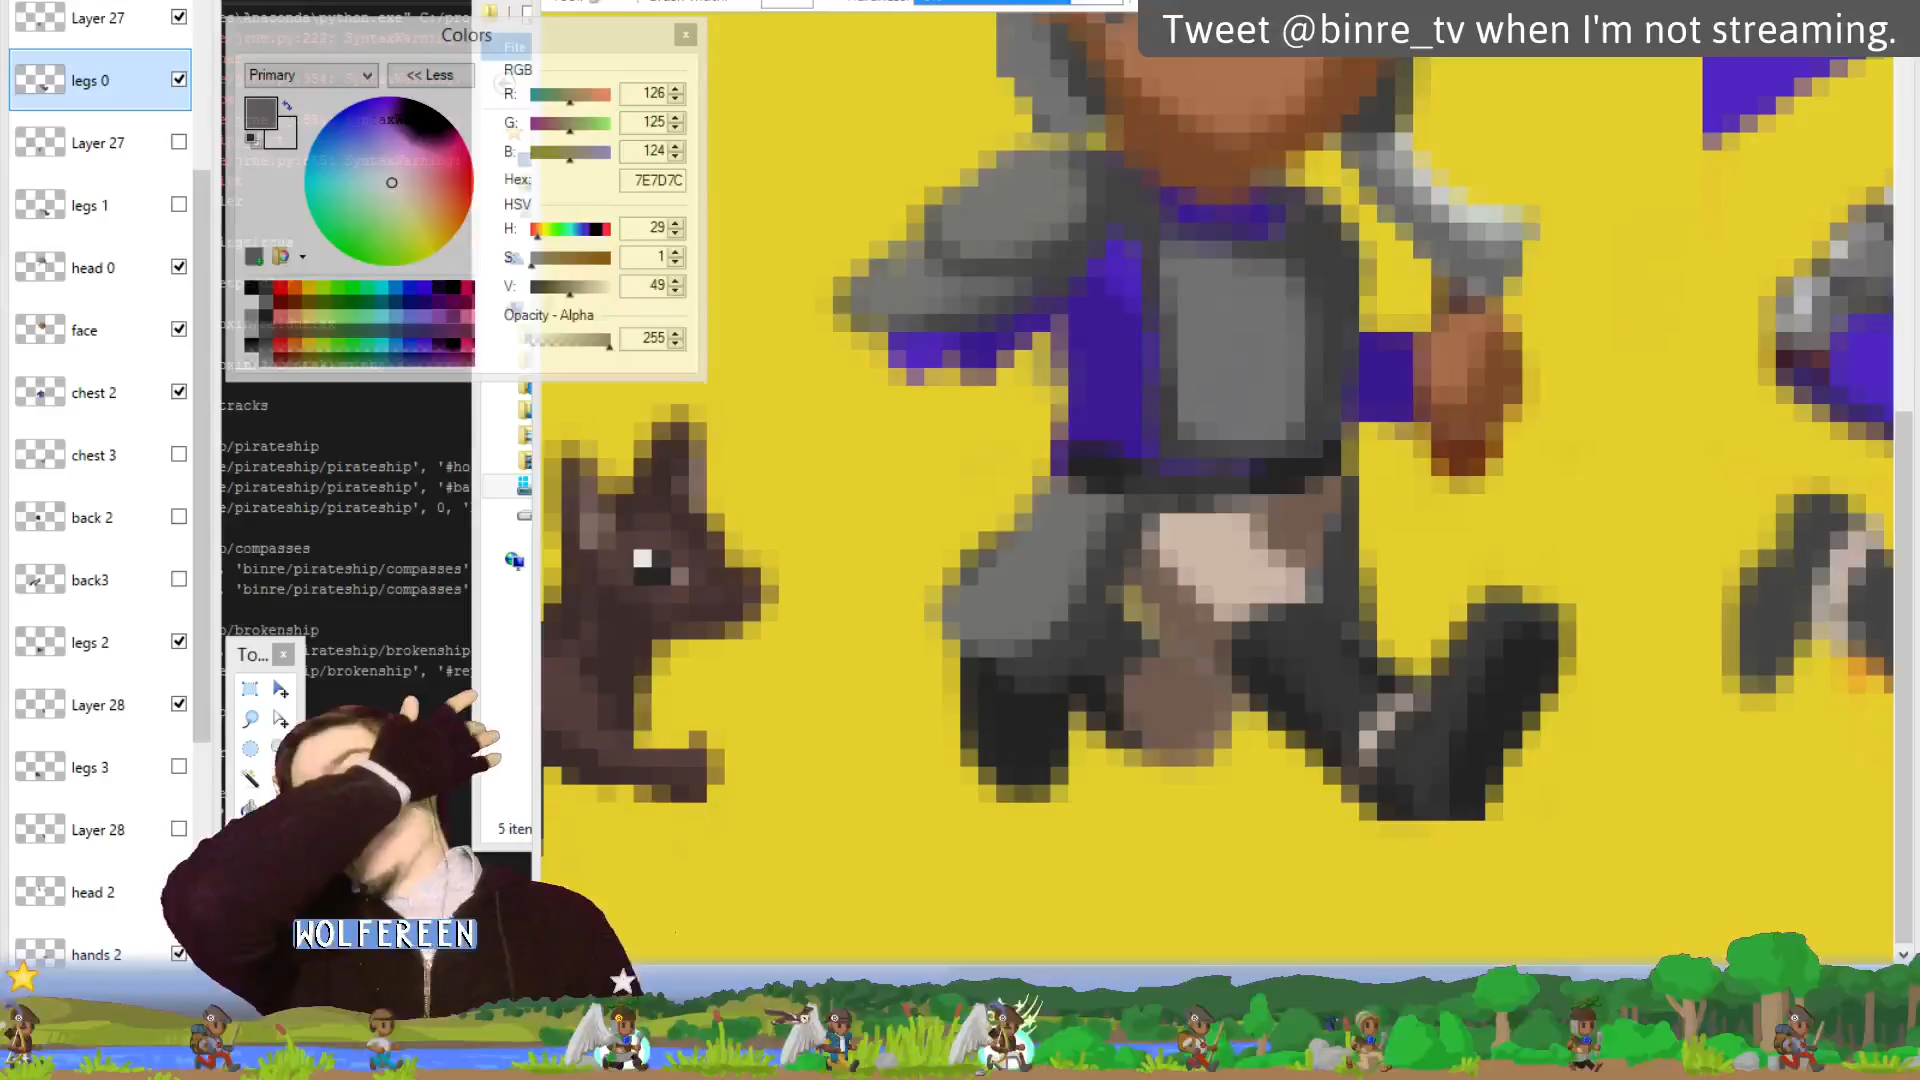 Layer 27
legs 0
Layer 27
legs 1
head 0
face
chest 2
chest 3
back 2
back3
legs 2
Layer 28
legs 3
Layer 28
head 2
hands 2
Colors
Primary
<< Less
File
RGB
R:
126
G:
125
B:
124
Hex:
7E7D7C
HSV
H:
29
S:
1
V:
49
Opacity - Alpha
255
tracks
o/pirateship
e/pirateship/pirateship', '#ho
e/pirateship/pirateship', '#ba
e/pirateship/pirateship', 0, '
o/compasses
'binre/pirateship/compasses'
'binre/pirateship/compasses'
p/brokenship
ship/brokenship
ip/brokenship', '#re
To...
5 iten
WOLFEREEN
Tweet @binre_tv when I'm not streaming.